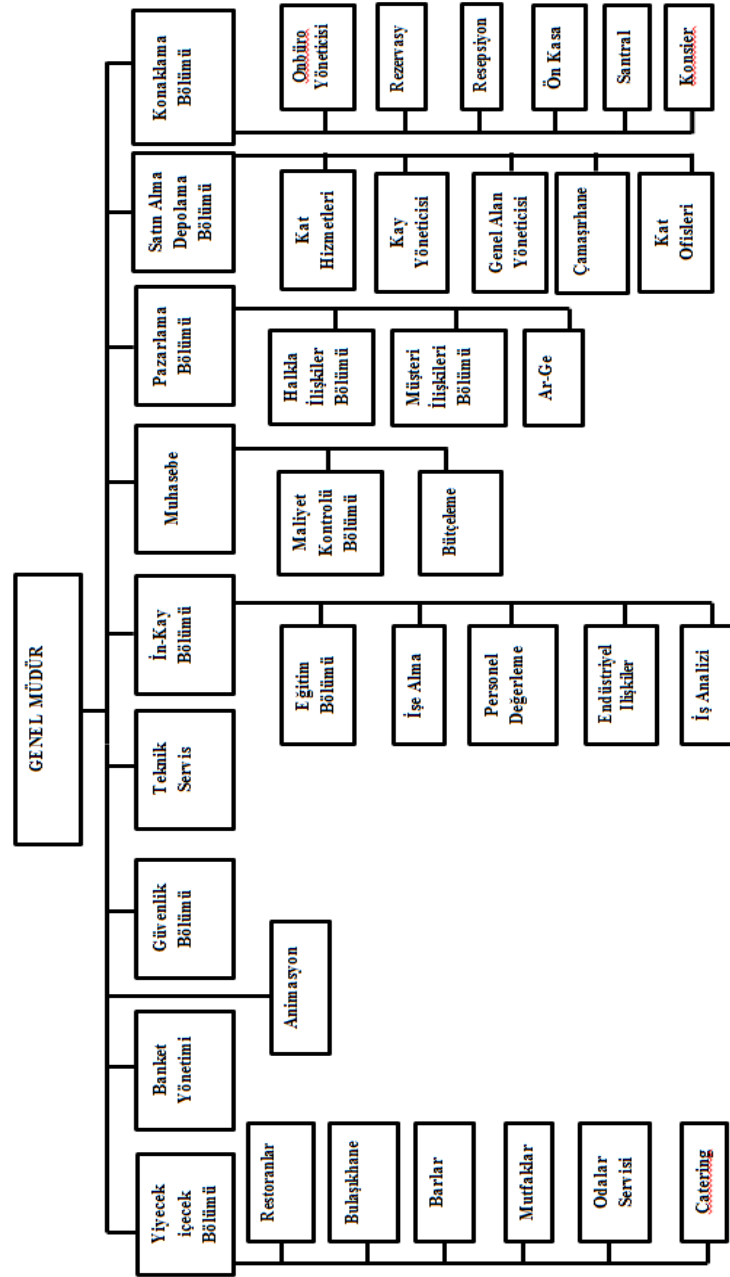 GENEL MÜDÜR
Yiyecek
içecek
Bölümü
Banket
Yönetimi
Güvenlik
Bölümü
Teknik
Servis
İn-Kay
Bölümü
Muhasebe
Pazarlama
Bölümü
Satın Alma
Depolama
Bölümü
Konaklama
Bölümü
Restoranlar
Bulaşıkhane
Barlar
Mutfaklar
Odalar
Servisi
Catering
Animasyon
Eğitim
Bölümü
İşe Alma
Personel
Değerleme
Endüstriyel
Ilişkiler
İş Analizi
Maliyet
Kontrolü
Bölümü
Bütçeleme
Halkla
İlişkiler
Bölümü
Müşteri
İlişkileri
Bölümü
Ar-Ge
Kat
Hizmetleri
Kay
Yöneticisi
Genel Alan
Yöneticisi
Çamaşırhane
Kat
Ofisleri
Onbüro
Yöneticisi
Rezervasy
Resepsiyon
Ön Kasa
Santral
Konsier